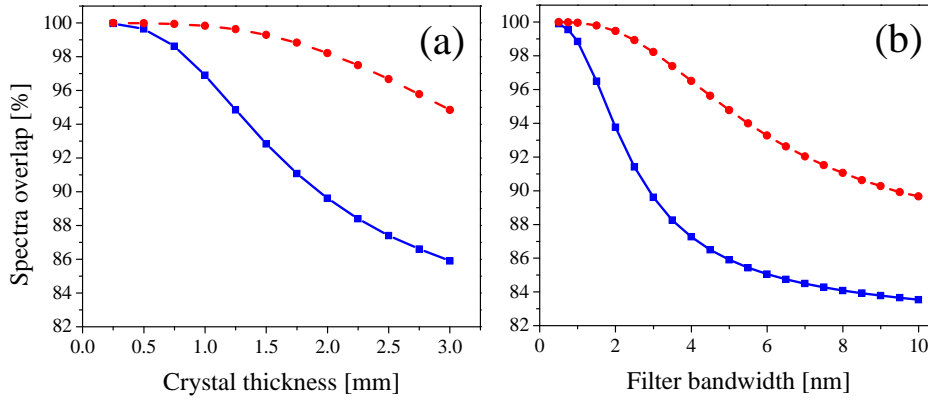 (a)
(b)
Spectra overlap [%]
100
98
96
94
92
90
88
86
84
82
0.0 0.5 1.0 1.5 2.0 2.5 3.0
Crystal thickness [mm]
100
98
96
94
92
90
88
86
84
82
0 2 4 6 8 10
Filter bandwidth [nm]